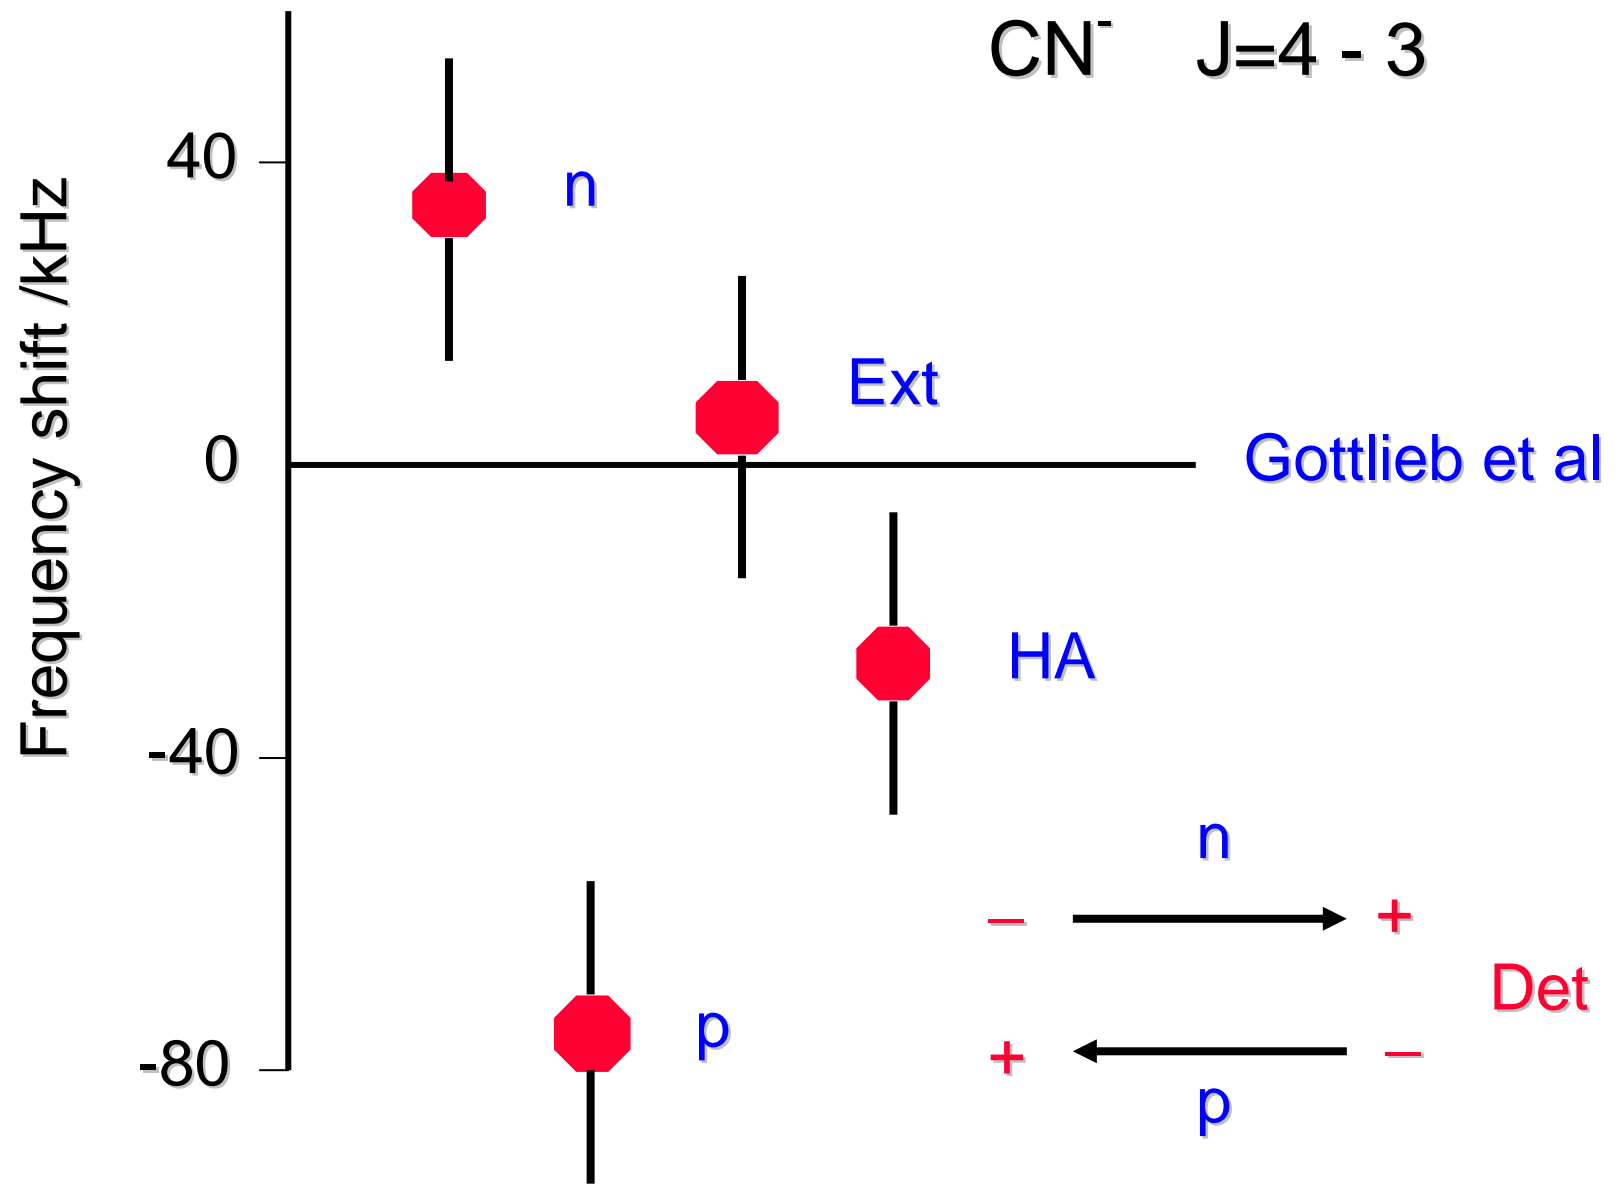 CN⁻ J=4 - 3
40
n
Ext
Frequency shift /kHz
0
Gottlieb et al
HA
-40
n
– +
Det
p
-80
+ –
p